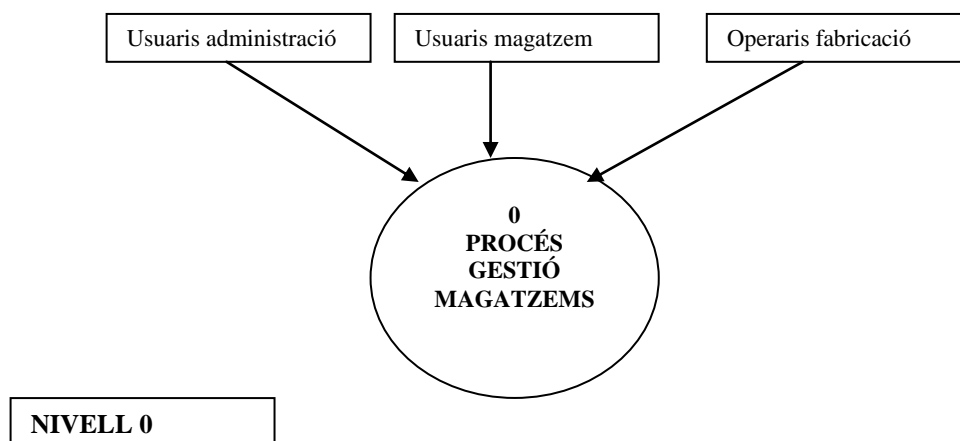 Usuaris administració
Usuaris magatzem
Operaris fabricació
0
PROCÉS
GESTIÓ
MAGATZEMS
NIVELL 0